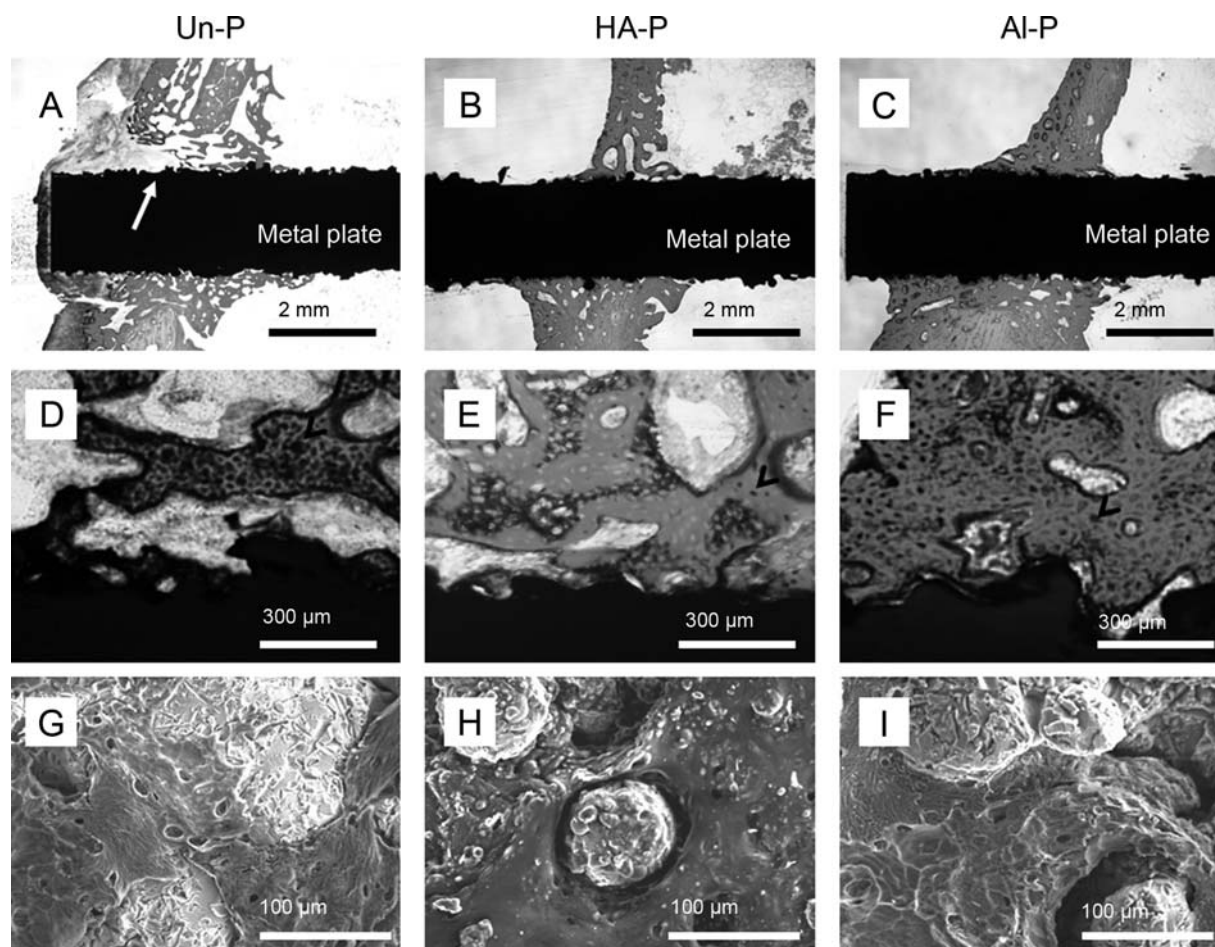 Un-P
HA-P
Al-P
A
B
C
Metal plate
Metal plate
Metal plate
2 mm
2 mm
2 mm
D
E
F
300 µm
300 µm
300 µm
G
H
I
100 µm
100 µm
100 µm